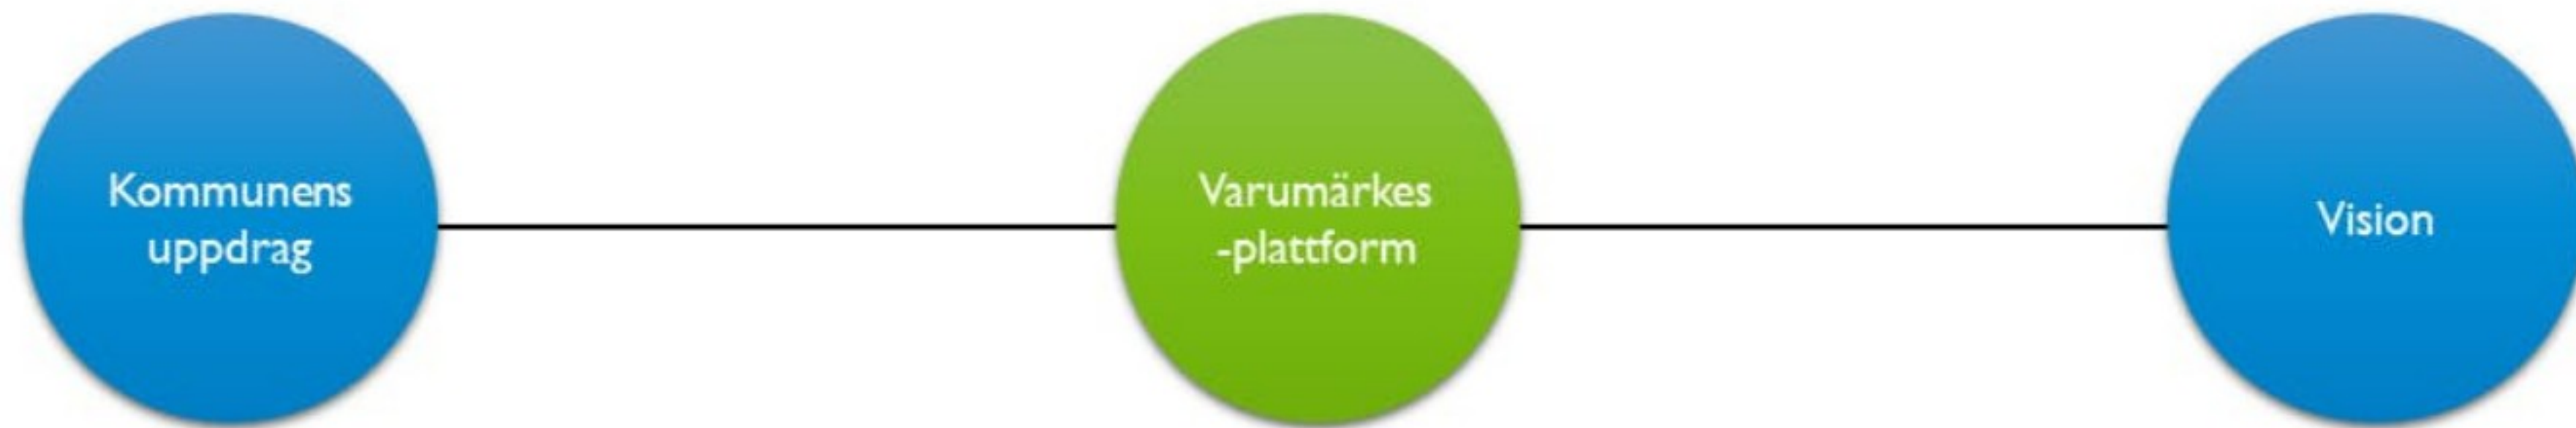 Kommunens
uppdrag
Varumärkes
-plattform
Vision